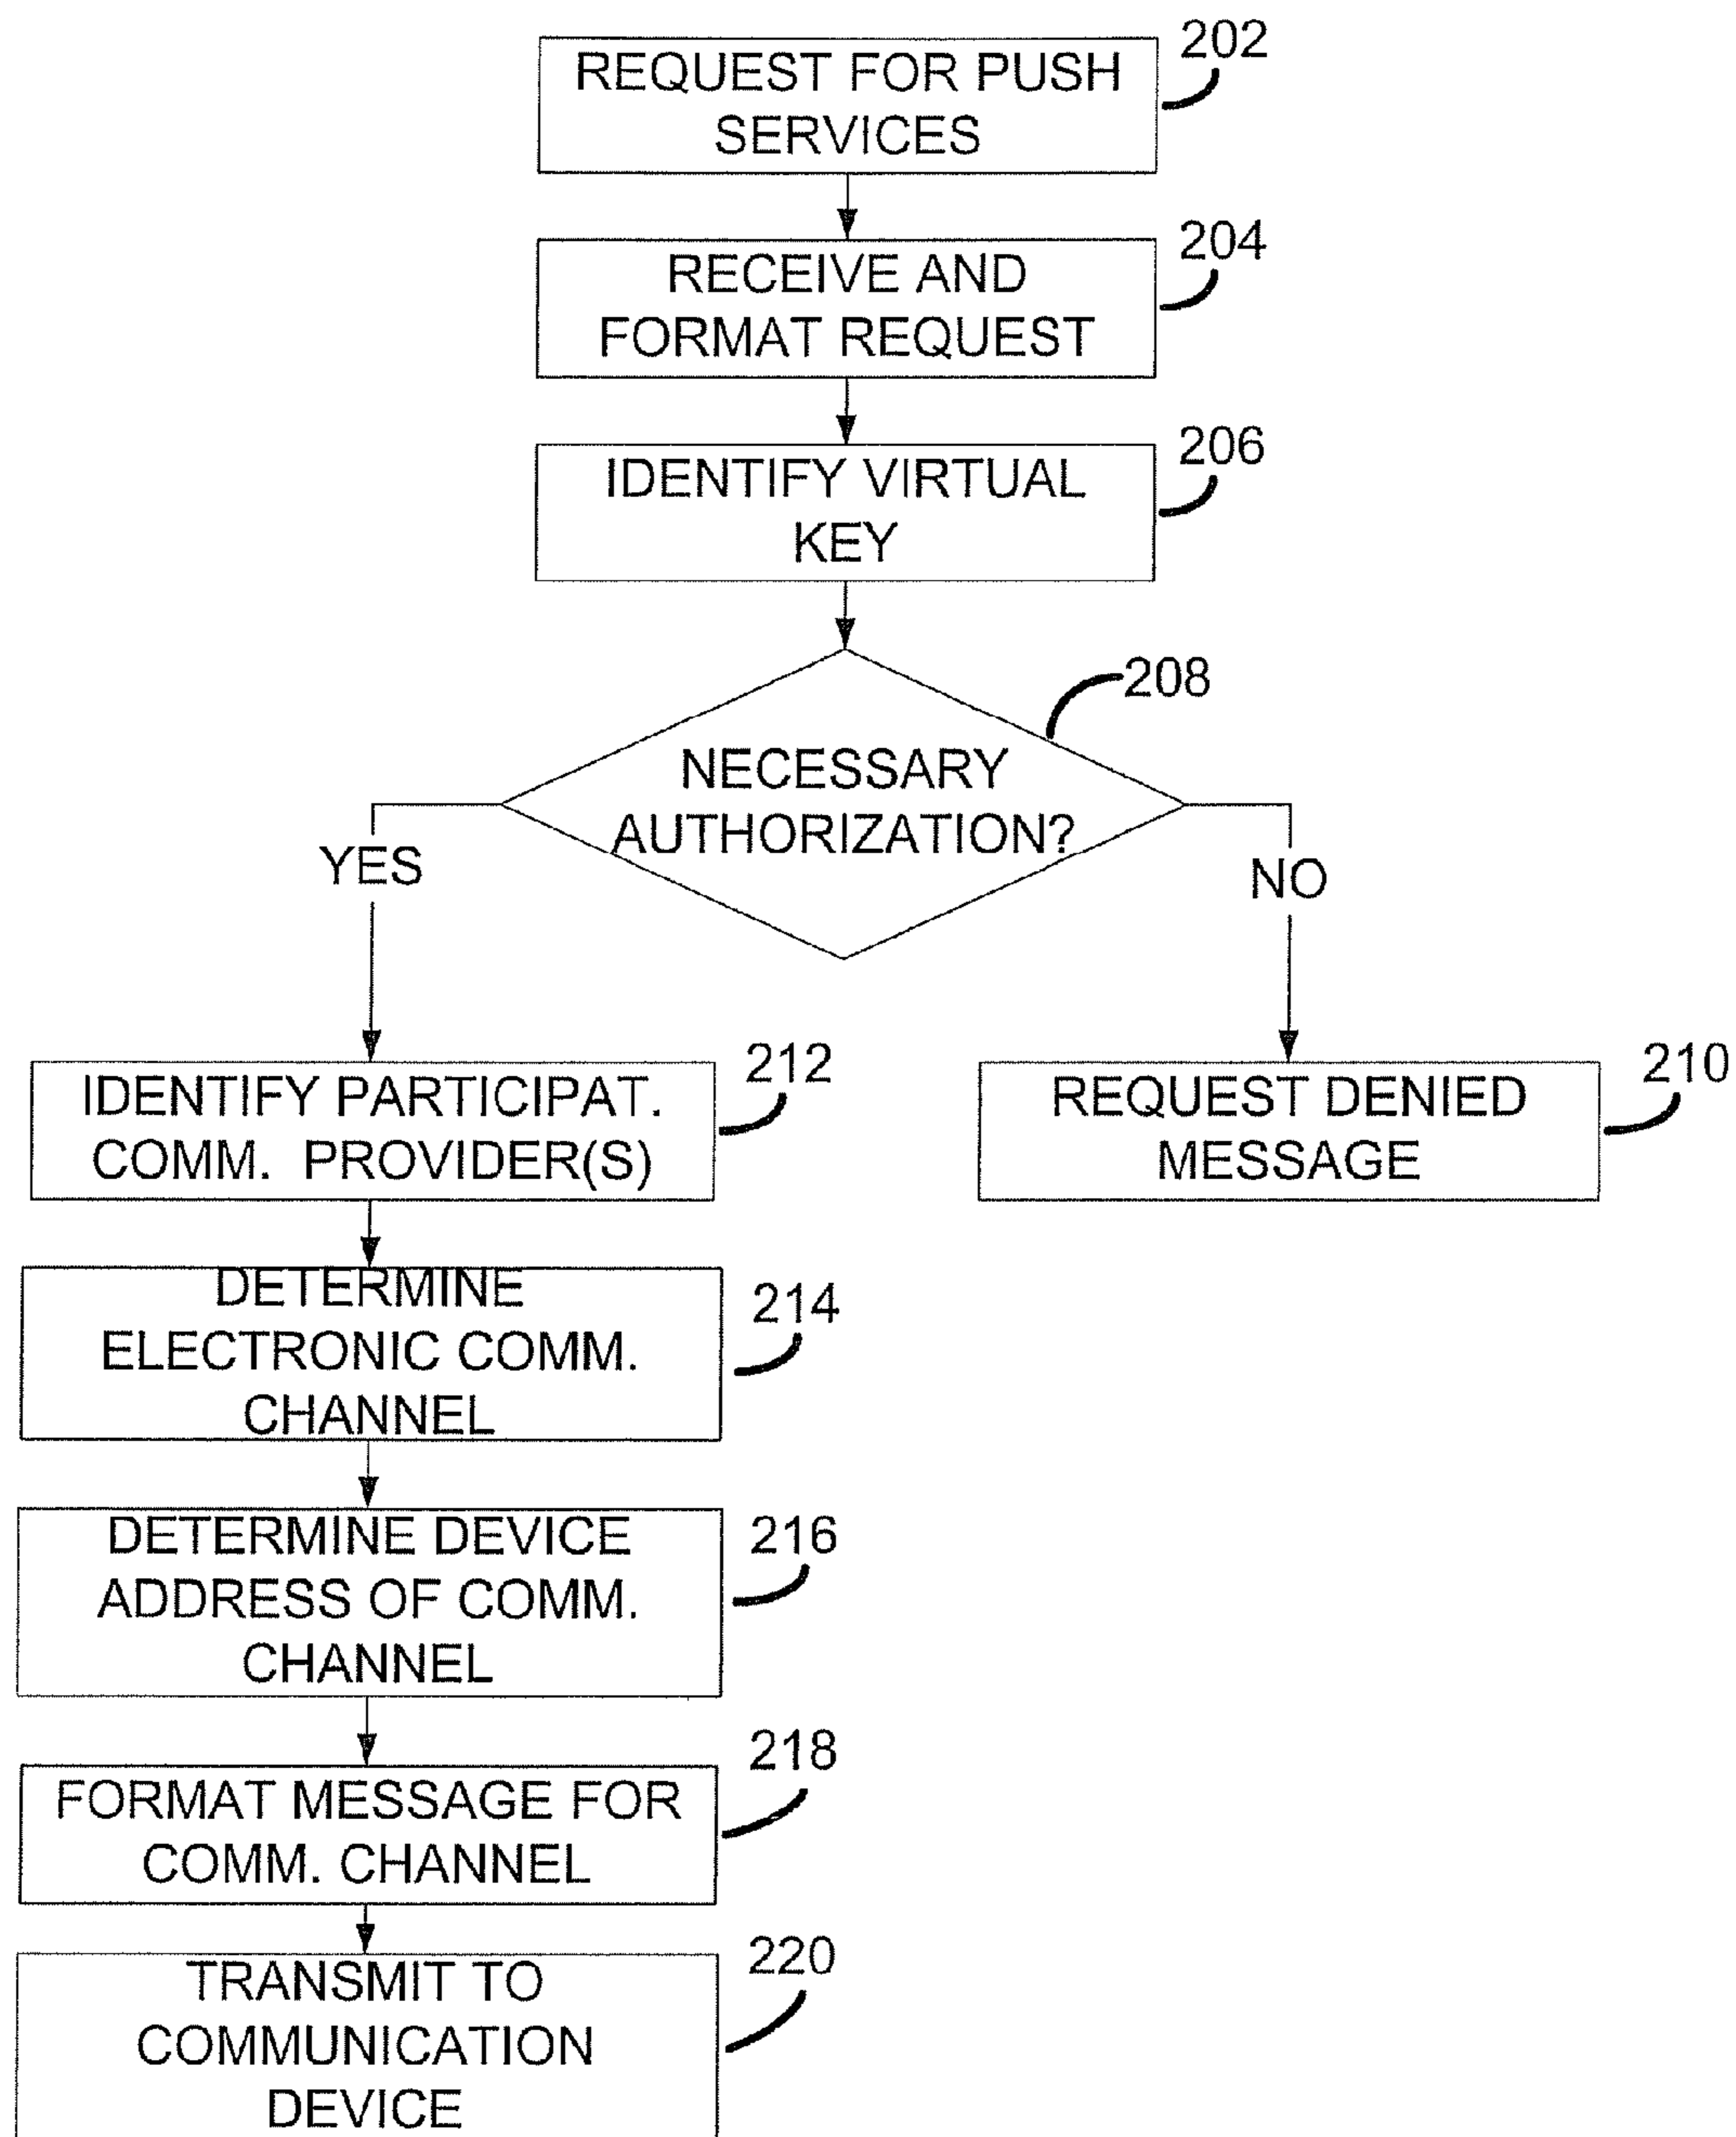 202
REQUEST FOR PUSH
SERVICES
204
RECEIVE AND
FORMAT REQUEST
206
IDENTIFY VIRTUAL
KEY
208
NECESSARY
AUTHORIZATION?
YES
NO
212
IDENTIFY PARTICIPAT.
COMM. PROVIDER(S)
210
REQUEST DENIED
MESSAGE
214
DETERMINE
ELECTRONIC COMM.
CHANNEL
216
DETERMINE DEVICE
ADDRESS OF COMM.
CHANNEL
218
FORMAT MESSAGE FOR
COMM. CHANNEL
220
TRANSMIT TO
COMMUNICATION
DEVICE